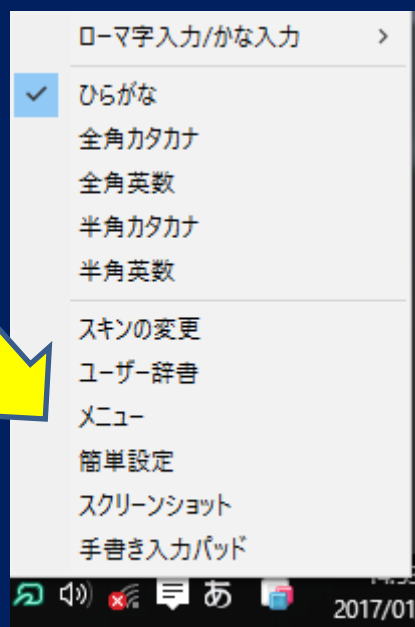 ローマ字入力/かな入力 >
ひらがな
全角カタカナ
全角英数
半角カタカナ
半角英数
スキンの変更
ユーザー辞書
メニュー
簡単設定
スクリーンショット
手書き入力パッド
あ
2017/01